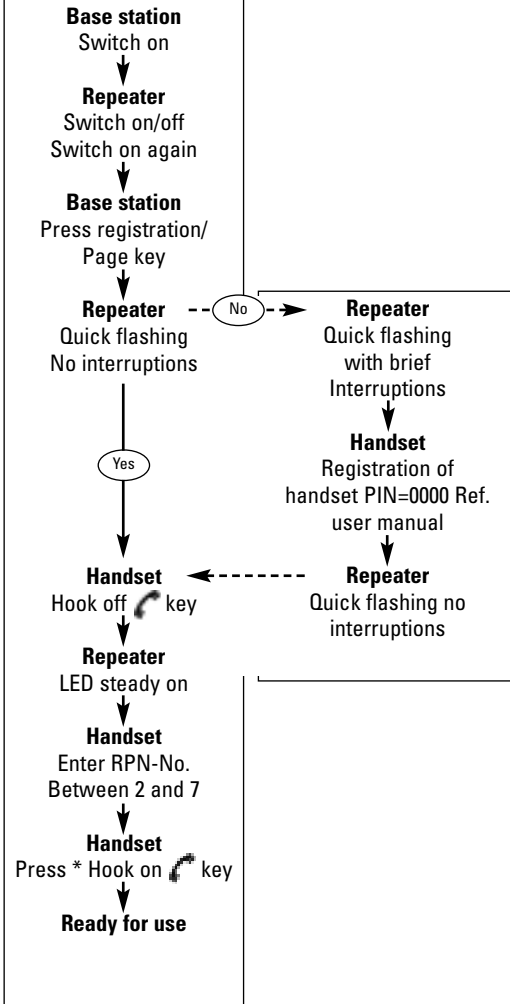 Base station
Switch on
Repeater
Switch on/off
Switch on again
Base station
Press registration/
Page key
Repeater
Quick flashing
No interruptions
No
Repeater
Quick flashing
with brief
Interruptions
Handset
Registration of
handset PIN=0000 Ref.
user manual
Repeater
Quick flashing no
interruptions
Yes
Handset
Hook off key
Repeater
LED steady on
Handset
Enter RPN-No.
Between 2 and 7
Handset
Press * Hook on key
Ready for use